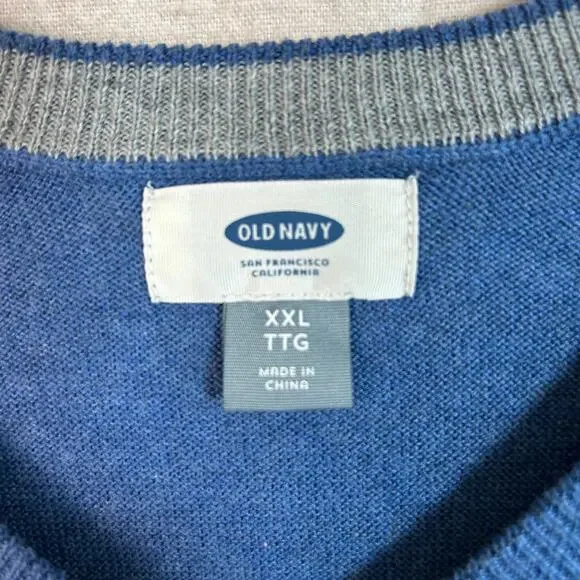 OLD NAVY
SAN FRANCISCO
CALIFORNIA
XXL
TTG
MADE IN
CHINA